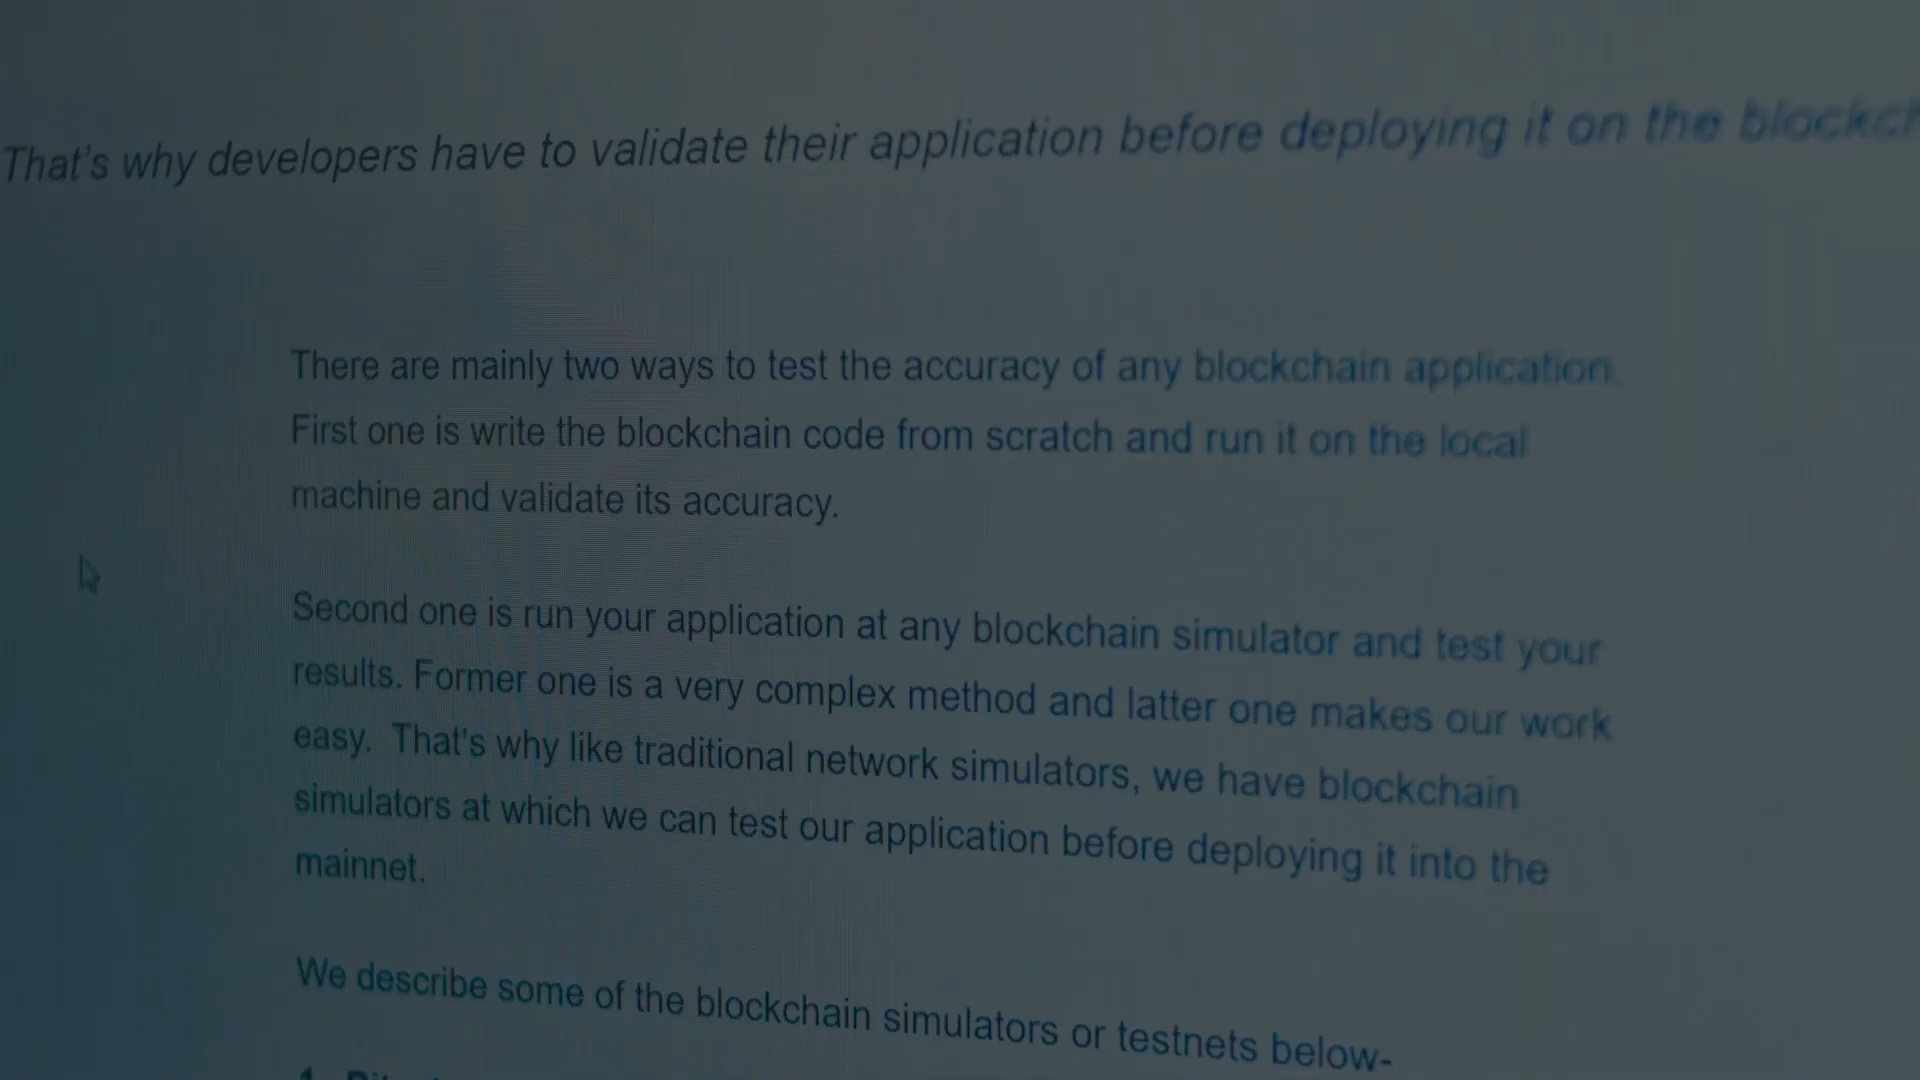 That's why developers have to validate their application before deploying it on the
There are mainly two ways to test the accuracy of any blockchain application.
First one is write the blockchain code from scratch and run it on the local
machine and validate its accuracy.
Second one is run your application at any blockchain simulator and test your
results. Former one is a very complex method and latter one makes our work
easy. That's why like traditional network simulators, we have blockchain
simulators at which we can test our application before deploying it into the
mainnet.
We describe some of the blockchain simulators or testnets below-